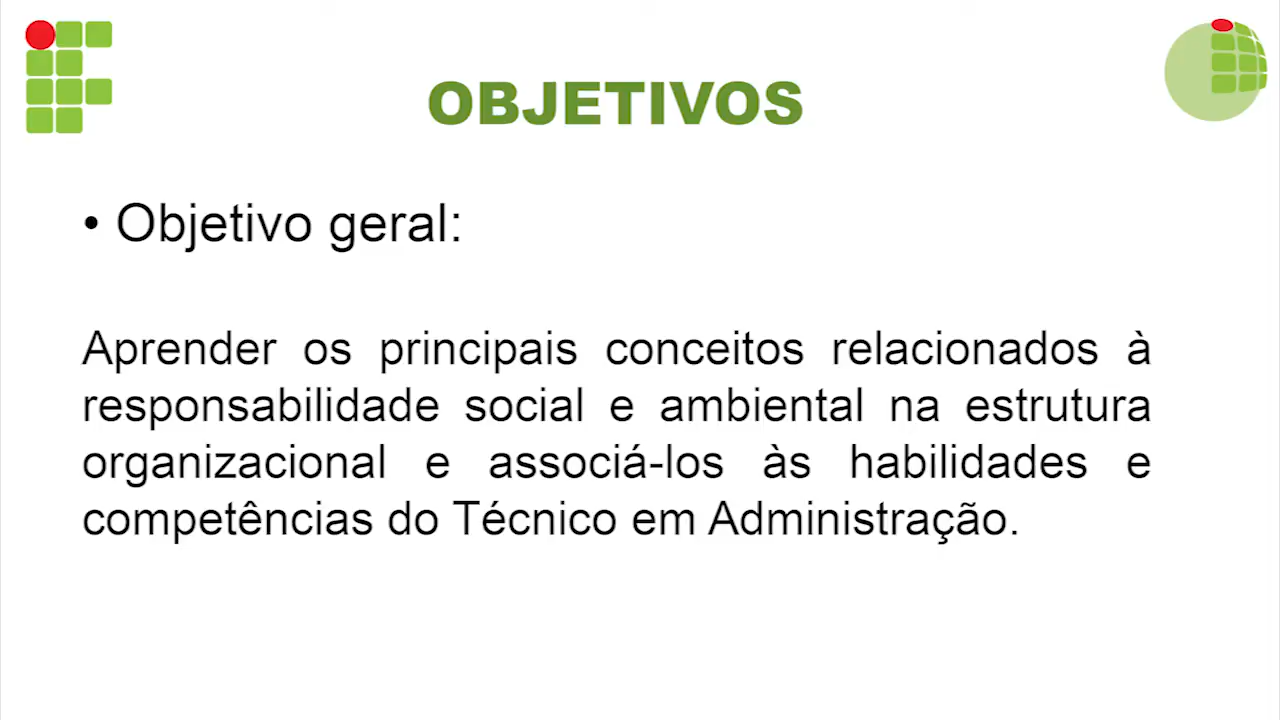 OBJETIVOS
• Objetivo geral:
Aprender os principais conceitos relacionados à
responsabilidade social e ambiental na estrutura
organizacional e associá-los às habilidades e
competências do Técnico em Administração.